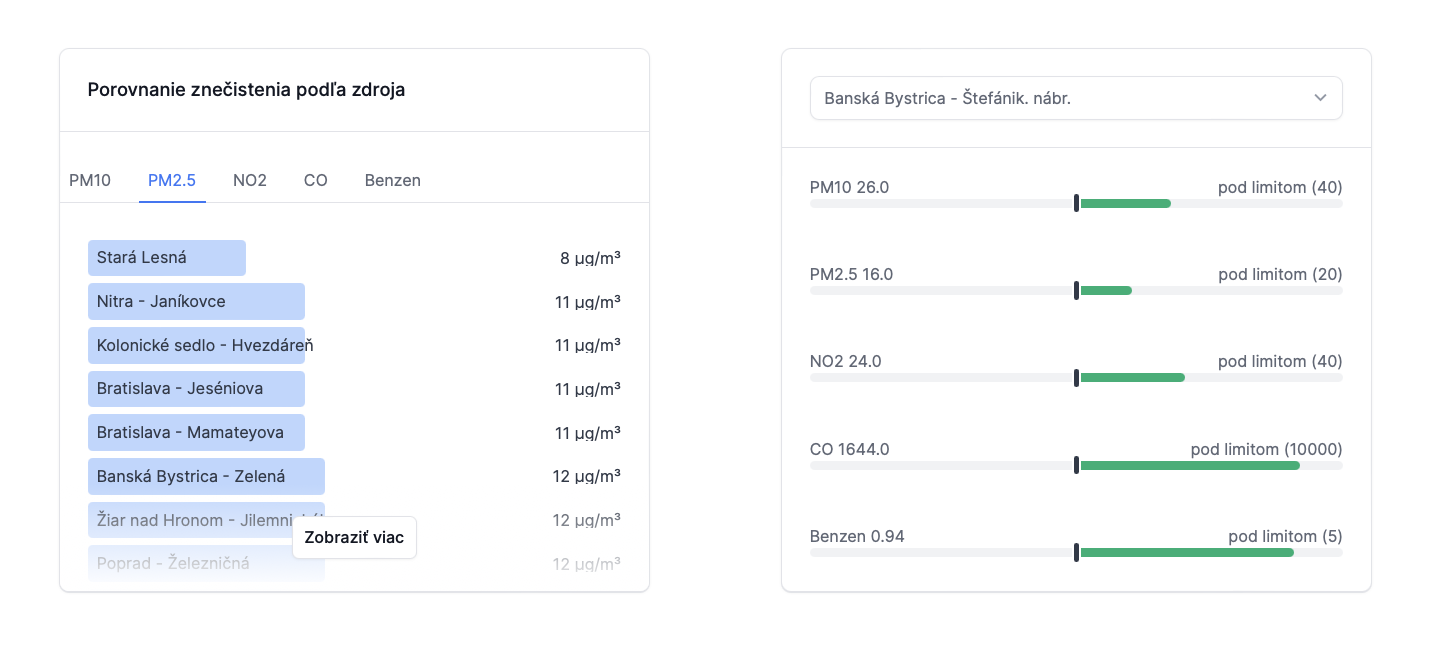 Porovnanie znečistenia podľa zdroja
PM10 PM2.5 NO2 CO Benzen
Stará Lesná 8 µg/m³
Nitra - Janíkovce 11 µg/m³
Kolonické sedlo - Hvezdáreň 11 µg/m³
Bratislava - Jeséniova 11 µg/m³
Bratislava - Mamateyova 11 µg/m³
Banská Bystrica - Zelená 12 µg/m³
Žiar nad Hronom - 12 µg/m³
Zobraziť viac
Poprad - Železničná 12 µg/m³
Banská Bystrica - Štefánik. nábr.
PM10 26.0 pod limitom (40)
PM2.5 16.0 pod limitom (20)
NO2 24.0 pod limitom (40)
CO 1644.0 pod limitom (10000)
Benzen 0.94 pod limitom (5)